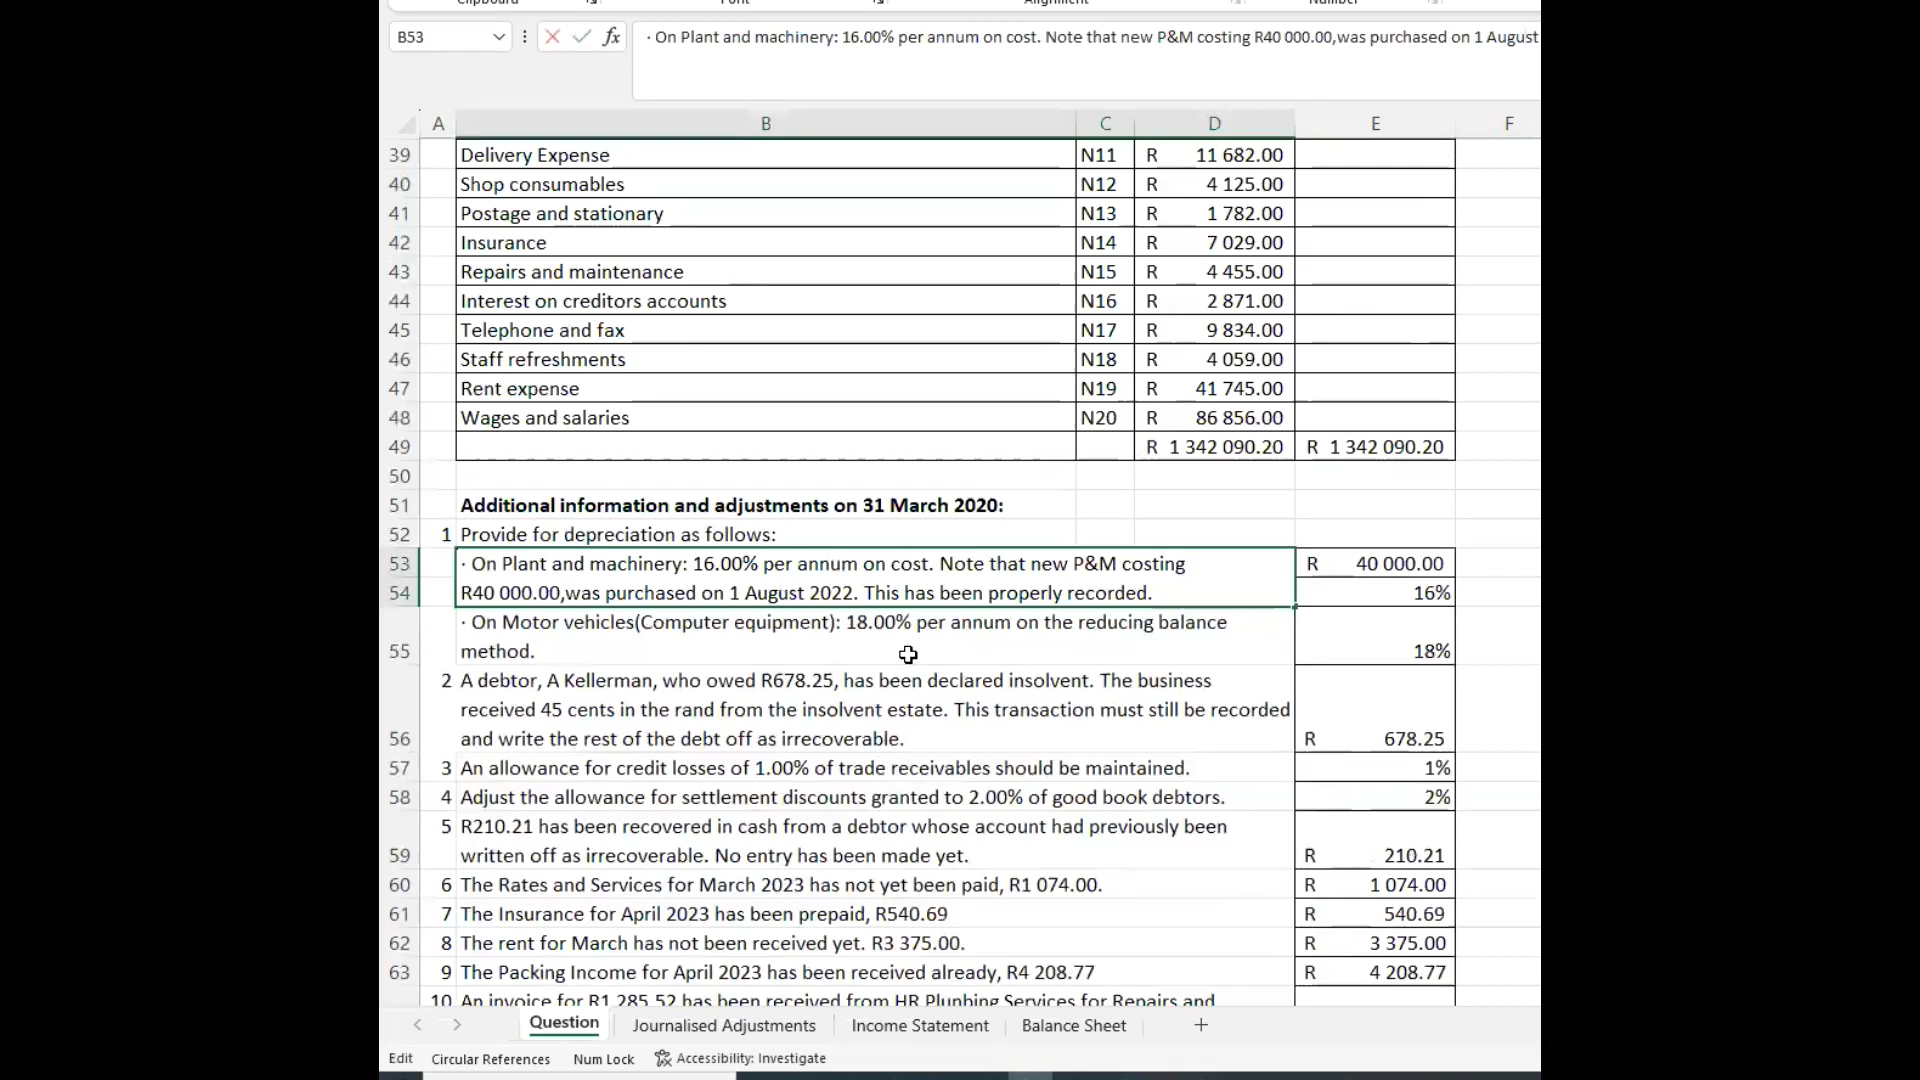 Clipboard Font Alignment Number
B53 fx · On Plant and machinery: 16.00% per annum on cost. Note that new P&M costing R40 000.00,was purchased on 1 August
A B C D E F
39 Delivery Expense N11 R 11 682.00
40 Shop consumables N12 R 4 125.00
41 Postage and stationary N13 R 1 782.00
42 Insurance N14 R 7 029.00
43 Repairs and maintenance N15 R 4 455.00
44 Interest on creditors accounts N16 R 2 871.00
45 Telephone and fax N17 R 9 834.00
46 Staff refreshments N18 R 4 059.00
47 Rent expense N19 R 41 745.00
48 Wages and salaries N20 R 86 856.00
49 R 1 342 090.20 R 1 342 090.20
50
51 Additional information and adjustments on 31 March 2020:
52 1 Provide for depreciation as follows:
53 · On Plant and machinery: 16.00% per annum on cost. Note that new P&M costing R 40 000.00
54 R40 000.00,was purchased on 1 August 2022. This has been properly recorded. 16%
· On Motor vehicles(Computer equipment): 18.00% per annum on the reducing balance
55 method. 18%
2 A debtor, A Kellerman, who owed R678.25, has been declared insolvent. The business
received 45 cents in the rand from the insolvent estate. This transaction must still be recorded
56 and write the rest of the debt off as irrecoverable. R 678.25
57 3 An allowance for credit losses of 1.00% of trade receivables should be maintained. 1%
58 4 Adjust the allowance for settlement discounts granted to 2.00% of good book debtors. 2%
5 R210.21 has been recovered in cash from a debtor whose account had previously been
59 written off as irrecoverable. No entry has been made yet. R 210.21
60 6 The Rates and Services for March 2023 has not yet been paid, R1 074.00. R 1 074.00
61 7 The Insurance for April 2023 has been prepaid, R540.69 R 540.69
62 8 The rent for March has not been received yet. R3 375.00. R 3 375.00
63 9 The Packing Income for April 2023 has been received already, R4 208.77 R 4 208.77
10 An invoice for R1 285.52 has been received from HR Plunbing Services for Repairs and
Question Journalised Adjustments Income Statement Balance Sheet
Edit Circular References Num Lock Accessibility: Investigate